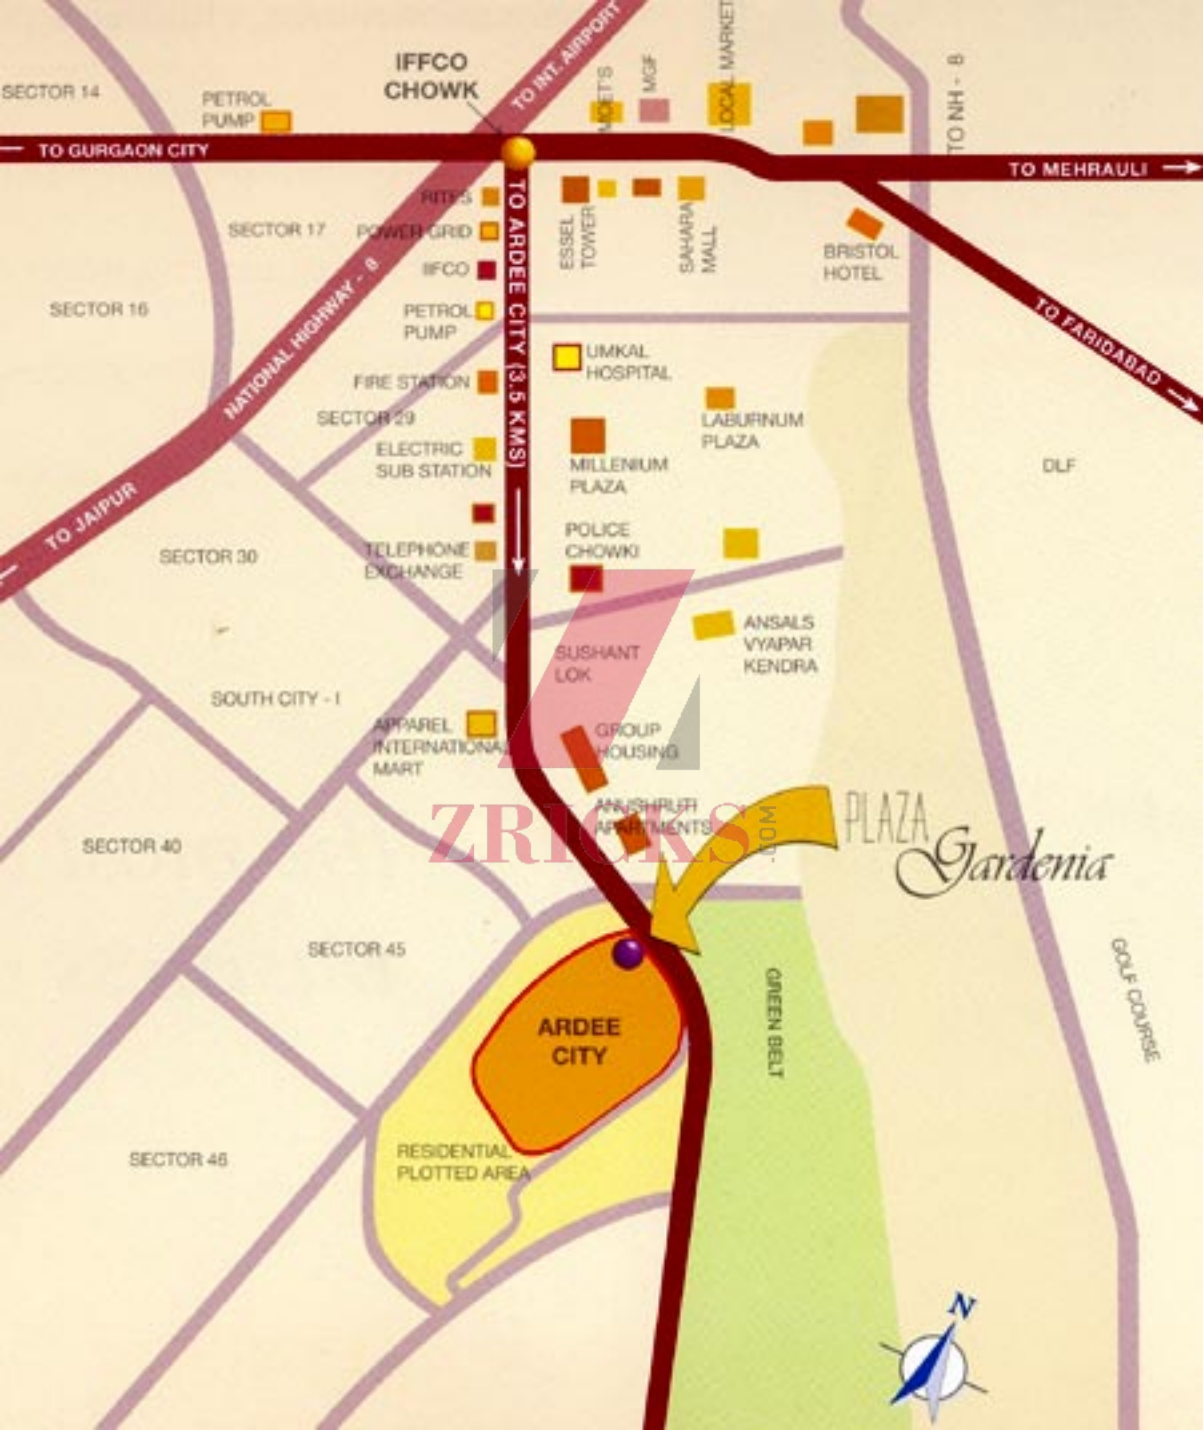 IFFCO
CHOWK
TO INT. AIRPORT
MGF
LOCAL MARKET
TO NH - 8
SECTOR 14
PETROL
PUMP
TO GURGAON CITY
TO MEHRAULI
RITES
SECTOR 17
POWER GRID
IIFCO
ESSEL
TOWER
SAHARA
MALL
BRISTOL
HOTEL
TO ARDEE CITY (3.5 KMS)
SECTOR 16
PETROL
PUMP
NATIONAL HIGHWAY - 8
TO FARIDABAD
UMKAL
HOSPITAL
FIRE STATION
SECTOR 29
LABURNUM
PLAZA
ELECTRIC
SUB STATION
MILLENIUM
PLAZA
DLF
TO JAIPUR
SECTOR 30
TELEPHONE
EXCHANGE
POLICE
CHOWKI
ANSALS
VYAPAR
KENDRA
SUSHANT
LOK
SOUTH CITY - I
APPAREL
INTERNATIONAL
MART
GROUP
HOUSING
ANUSHRUTI
APARTMENTS
ZRICKS
.COM
PLAZA
Gardenia
SECTOR 40
SECTOR 45
GOLF COURSE
GREEN BELT
ARDEE
CITY
RESIDENTIAL
PLOTTED AREA
SECTOR 46
N